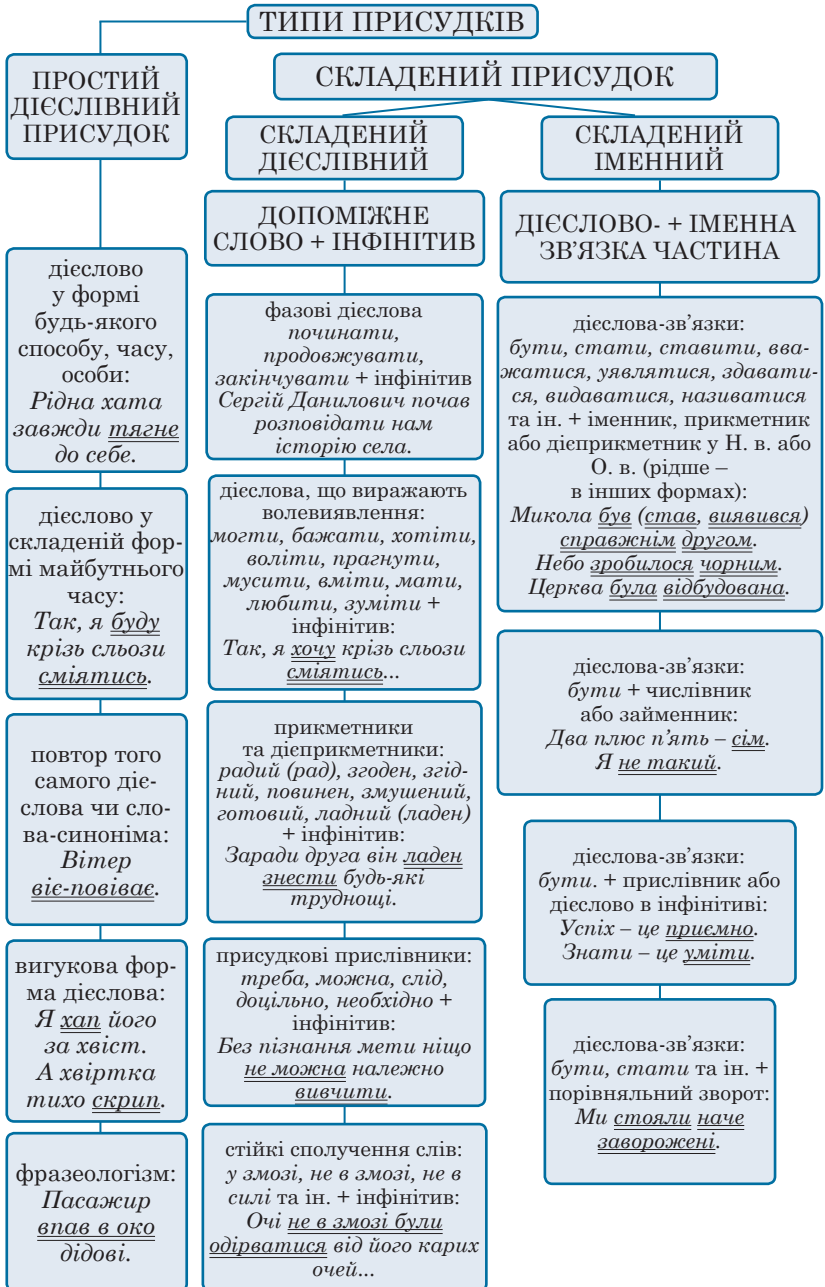 ТИПИ ПРИСУДКІВ
ПРОСТИЙ
ДІЄСЛІВНИЙ
ПРИСУДОК
СКЛАДЕНИЙ ПРИСУДОК
СКЛАДЕНИЙ
ДІЄСЛІВНИЙ
СКЛАДЕНИЙ
ІМЕННИЙ
ДОПОМІЖНЕ
СЛОВО + ІНФІНІТИВ
ДІЄСЛОВО- + ІМЕННА
ЗВ'ЯЗКА ЧАСТИНА
дієслово
у формі
будь-якого
способу, часу,
особи:
Рідна хата
завжди тягне
до себе.
дієслово у
складеній фор-
мі майбутнього
часу:
Так, я буду
крізь сльози
сміятись.
повтор того
самого діє-
слова чи сло-
ва-синоніма:
Вітер
віє-повіває.
вигукова фор-
ма дієслова:
Я хап його
за хвіст.
А хвіртка
тихо скрип.
фразеологізм:
Пасажир
впав в око
дідові.
фазові дієслова
починати,
продовжувати,
закінчувати + інфінітив
Сергій Данилович почав
розповідати нам
історію села.
дієслова, що виражають
волевиявлення:
могти, бажати, хотіти,
воліти, прагнути,
мусити, вміти, мати,
любити, зуміти +
інфінітив:
Так, я хочу крізь сльози
сміятись...
прикметники
та дієприкметники:
радий (рад), згоден, згід-
ний, повинен, змушений,
готовий, ладний (ладен)
+ інфінітив:
Заради друга він ладен
знести будь-які
труднощі.
присудкові прислівники:
треба, можна, слід,
доцільно, необхідно +
інфінітив:
Без пізнання мети ніщо
не можна належно
вивчити.
стійкі сполучення слів:
у змозі, не в змозі, не в
силі та ін. + інфінітив:
Очі не в змозі були
одірватися від його карих
очей...
дієслова-зв'язки:
бути, стати, ставити, вва-
жатися, уявлятися, здавати-
ся, видаватися, називатися
та ін. + іменник, прикметник
або дієприкметник у Н. в. або
О. в. (рідше –
в інших формах):
Микола був (став, виявився)
справжнім другом.
Небо зробилося чорним.
Церква була відбудована.
дієслова-зв'язки:
бути + числівник
або займенник:
Два плюс п'ять – сім.
Я не такий.
дієслова-зв'язки:
бути. + прислівник або
дієслово в інфінітиві:
Успіх – це приємно.
Знати – це уміти.
дієслова-зв'язки:
бути, стати та ін. +
порівняльний зворот:
Ми стояли наче
заворожені.